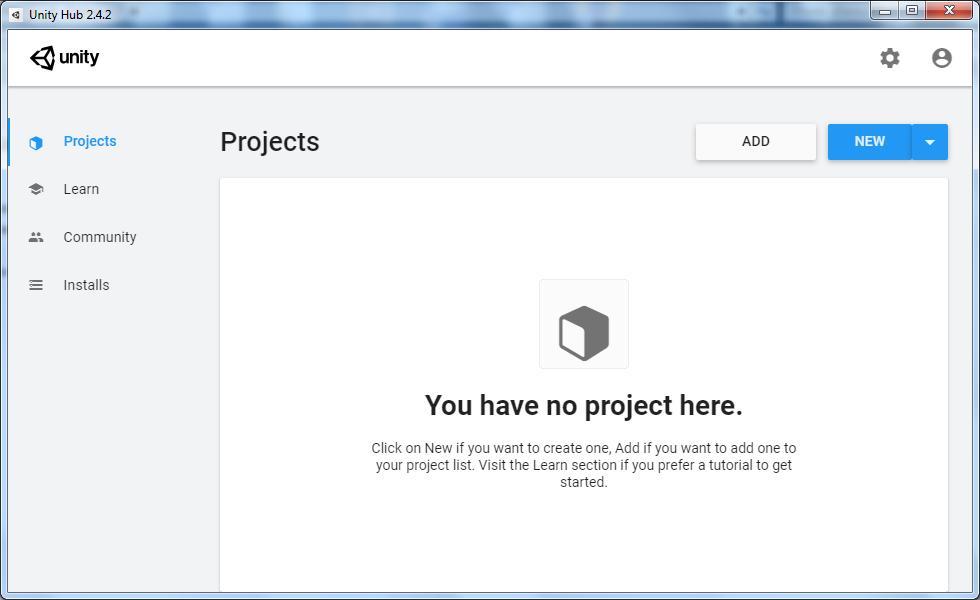 Unity Hub 2.4.2
unity
Projects
Learn
Community
Installs
Projects
ADD
NEW
You have no project here.
Click on New if you want to create one, Add if you want to add one to
your project list. Visit the Learn section if you prefer a tutorial to get
started.